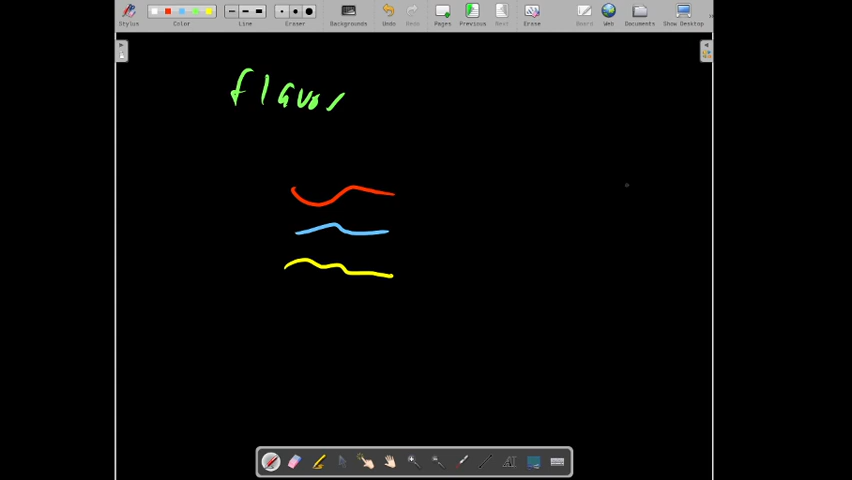 Stylus Color Line Eraser Backgrounds Undo Redo Pages Previous Next Erase Board Web Documents Show Desktop
flavor